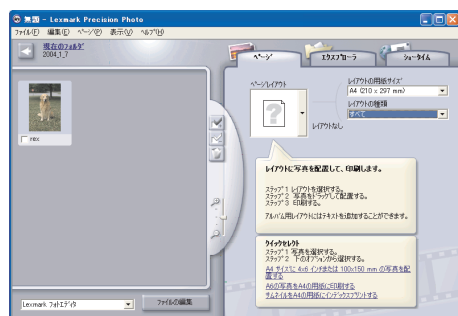 無題 - Lexmark Precision Photo
ファイル(F) 編集(E) ページ(P) 表示(V) ヘルプ(H)
現在のフォルダ
2004_1_7
ページ
エクスプローラ
ショータイム
rex
ページレイアウト
レイアウトなし
レイアウトの用紙サイズ
A4 (210 x 297 mm)
レイアウトの種類
すべて
レイアウトに写真を配置して、印刷します。
ステップ 1 レイアウトを選択する。
ステップ 2 写真をドラッグして配置する。
ステップ 3 印刷する。
アルバム用レイアウトにはテキストを追加することができます。
クイックセレクト
ステップ 1 写真を選択する。
ステップ 2 下のオプションから選択する。
A4 サイズに 4x6 インチまたは 100x150 mm の写真を配
置する
A6の写真をA4の用紙に印刷する
サムネイルをA4の用紙にインデックスプリントする
Lexmark フォトエディタ
ファイルの編集